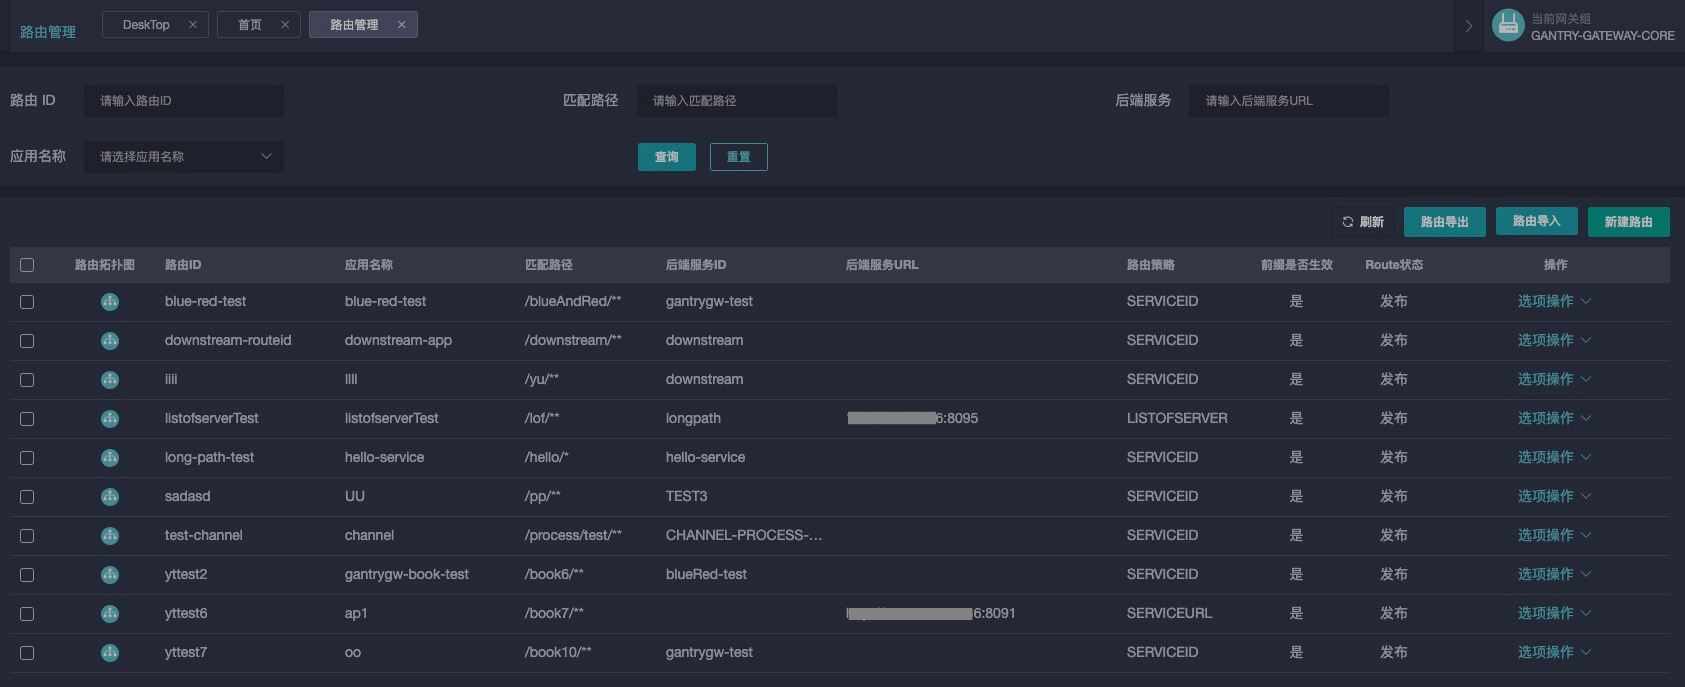 路由管理 DeskTop × 首页 × 路由管理 ×
当前网关组
GANTRY-GATEWAY-CORE
路由 ID 请输入路由ID 匹配路径 请输入匹配路径 后端服务 请输入后端服务URL
应用名称 请选择应用名称 查询 重置
刷新 路由导出 路由导入 新建路由
路由拓扑图 路由ID 应用名称 匹配路径 后端服务ID 后端服务URL 路由策略 前缀是否生效 Route状态 操作
blue-red-test blue-red-test /blueAndRed/** gantrygw-test SERVICEID 是 发布 选项操作
downstream-routeid downstream-app /downstream/** downstream SERVICEID 是 发布 选项操作
iiii llll /yu/** downstream SERVICEID 是 发布 选项操作
listofserverTest listofserverTest /lof/** longpath 6:8095 LISTOFSERVER 是 发布 选项操作
long-path-test hello-service /hello/* hello-service SERVICEID 是 发布 选项操作
sadasd UU /pp/** TEST3 SERVICEID 是 发布 选项操作
test-channel channel /process/test/** CHANNEL-PROCESS-... SERVICEID 是 发布 选项操作
yttest2 gantrygw-book-test /book6/** blueRed-test SERVICEID 是 发布 选项操作
yttest6 ap1 /book7/** 6:8091 SERVICEURL 是 发布 选项操作
yttest7 oo /book10/** gantrygw-test SERVICEID 是 发布 选项操作